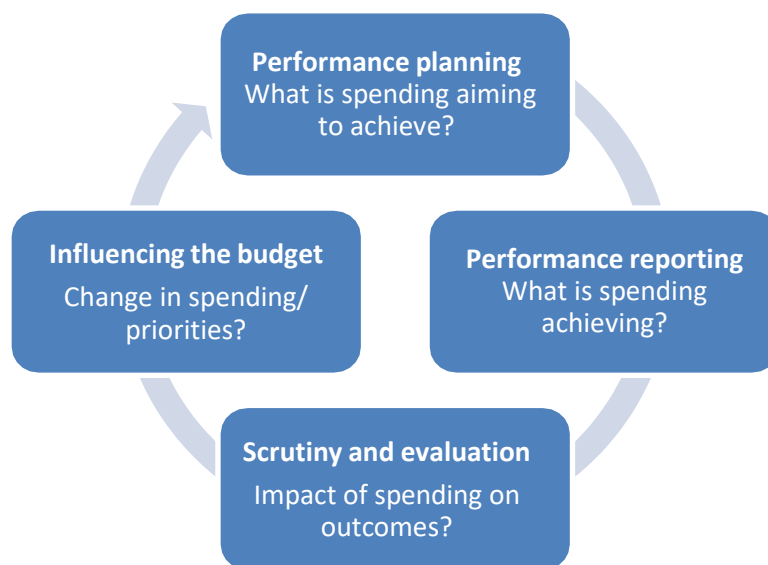 Performance planning
What is spending aiming
to achieve?
Performance reporting
What is spending
achieving?
Scrutiny and evaluation
Impact of spending on
outcomes?
Influencing the budget
Change in spending/
priorities?